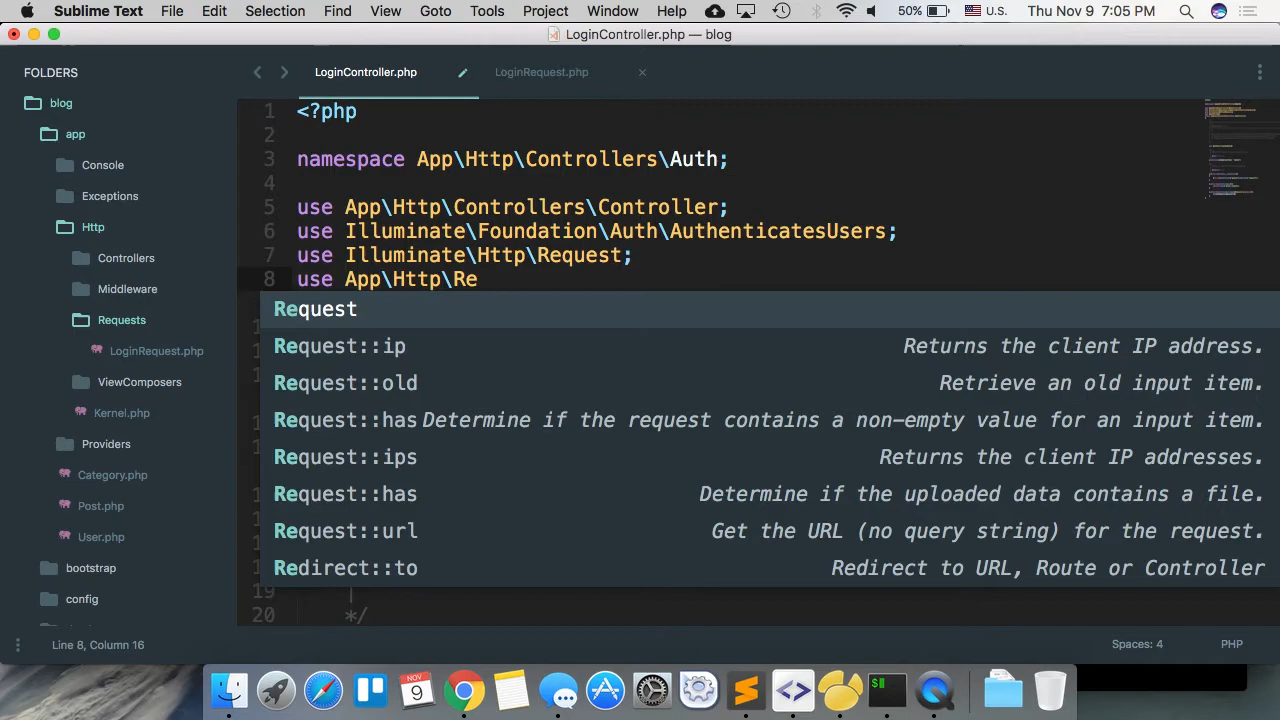 Sublime Text File Edit Selection Find View Goto Tools Project Window Help 50% U.S. Thu Nov 9 7:05 PM
LoginController.php — blog
FOLDERS
blog
app
Console
Exceptions
Http
Controllers
Middleware
Requests
LoginRequest.php
ViewComposers
Kernel.php
Providers
Category.php
Post.php
User.php
bootstrap
config
LoginController.php LoginRequest.php
1 <?php
2
3 namespace App\Http\Controllers\Auth;
4
5 use App\Http\Controllers\Controller;
6 use Illuminate\Foundation\Auth\AuthenticatesUsers;
7 use Illuminate\Http\Request;
8 use App\Http\Re
Request
Request::ip Returns the client IP address.
Request::old Retrieve an old input item.
Request::has Determine if the request contains a non-empty value for an input item.
Request::ips Returns the client IP addresses.
Request::has Determine if the uploaded data contains a file.
Request::url Get the URL (no query string) for the request.
Redirect::to Redirect to URL, Route or Controller
19 |
20 */
Line 8, Column 16 Spaces: 4 PHP
NOV
9
$